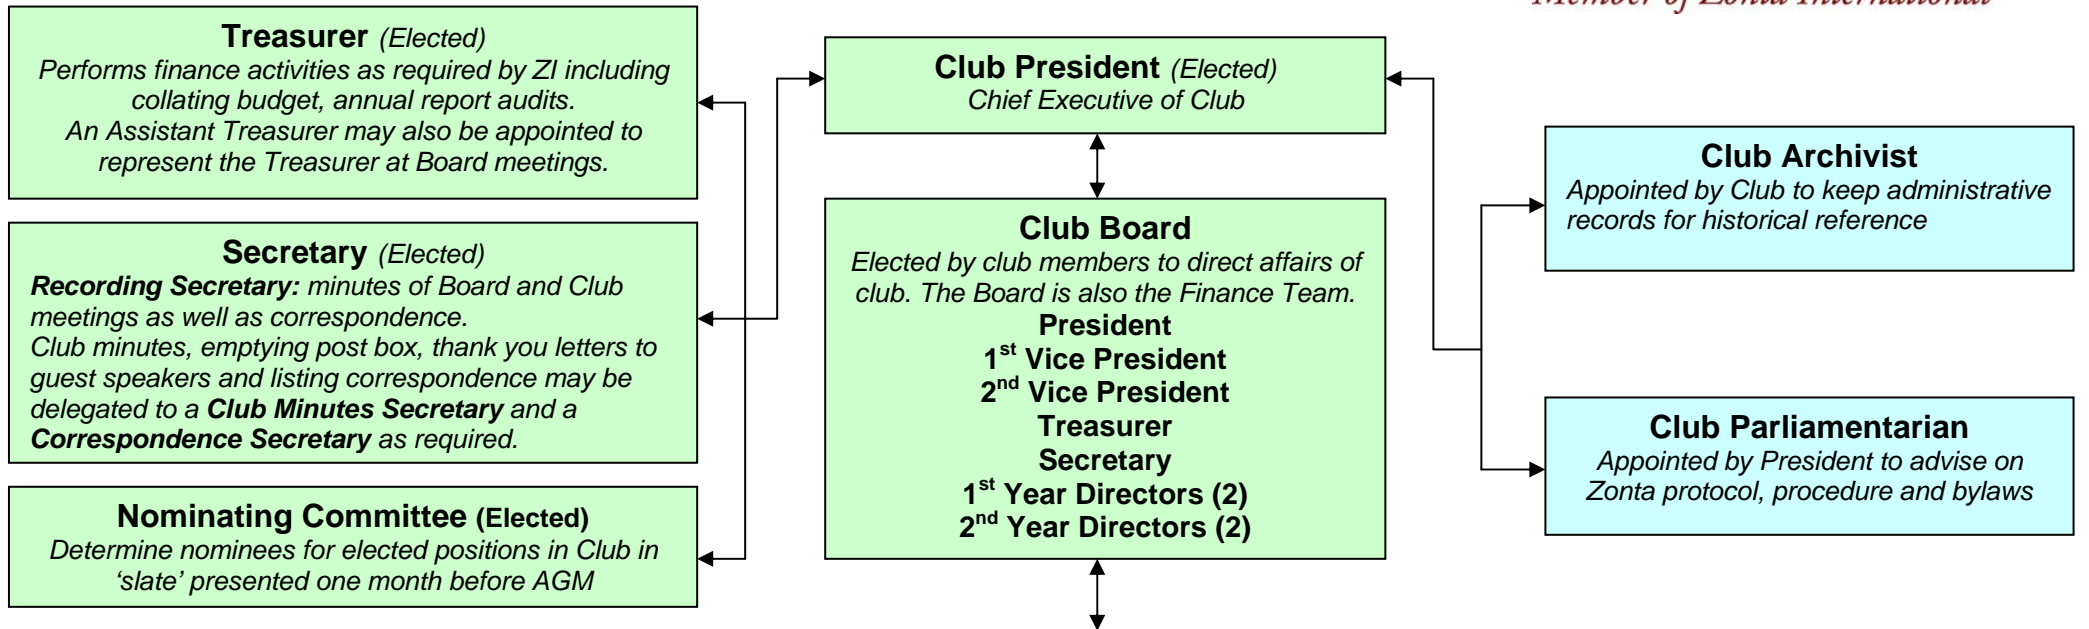 Member of Zonta International
Treasurer (Elected)
Performs finance activities as required by ZI including
collating budget, annual report audits.
An Assistant Treasurer may also be appointed to
represent the Treasurer at Board meetings.
Secretary (Elected)
Recording Secretary: minutes of Board and Club
meetings as well as correspondence.
Club minutes, emptying post box, thank you letters to
guest speakers and listing correspondence may be
delegated to a Club Minutes Secretary and a
Correspondence Secretary as required.
Nominating Committee (Elected)
Determine nominees for elected positions in Club in
‘slate’ presented one month before AGM
Club President (Elected)
Chief Executive of Club
Club Board
Elected by club members to direct affairs of
club. The Board is also the Finance Team.
President
1st Vice President
2nd Vice President
Treasurer
Secretary
1st Year Directors (2)
2nd Year Directors (2)
Club Archivist
Appointed by Club to keep administrative
records for historical reference
Club Parliamentarian
Appointed by President to advise on
Zonta protocol, procedure and bylaws